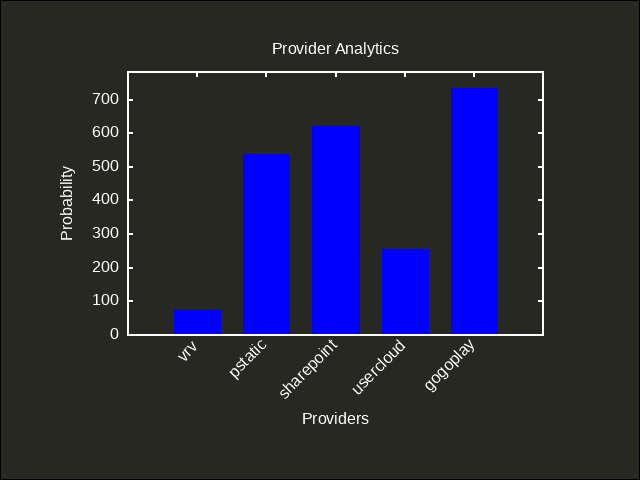 Provider Analytics
Probability
700
600
500
400
300
200
100
0
vrv
pstatic
sharepoint
usercloud
gogoplay
Providers